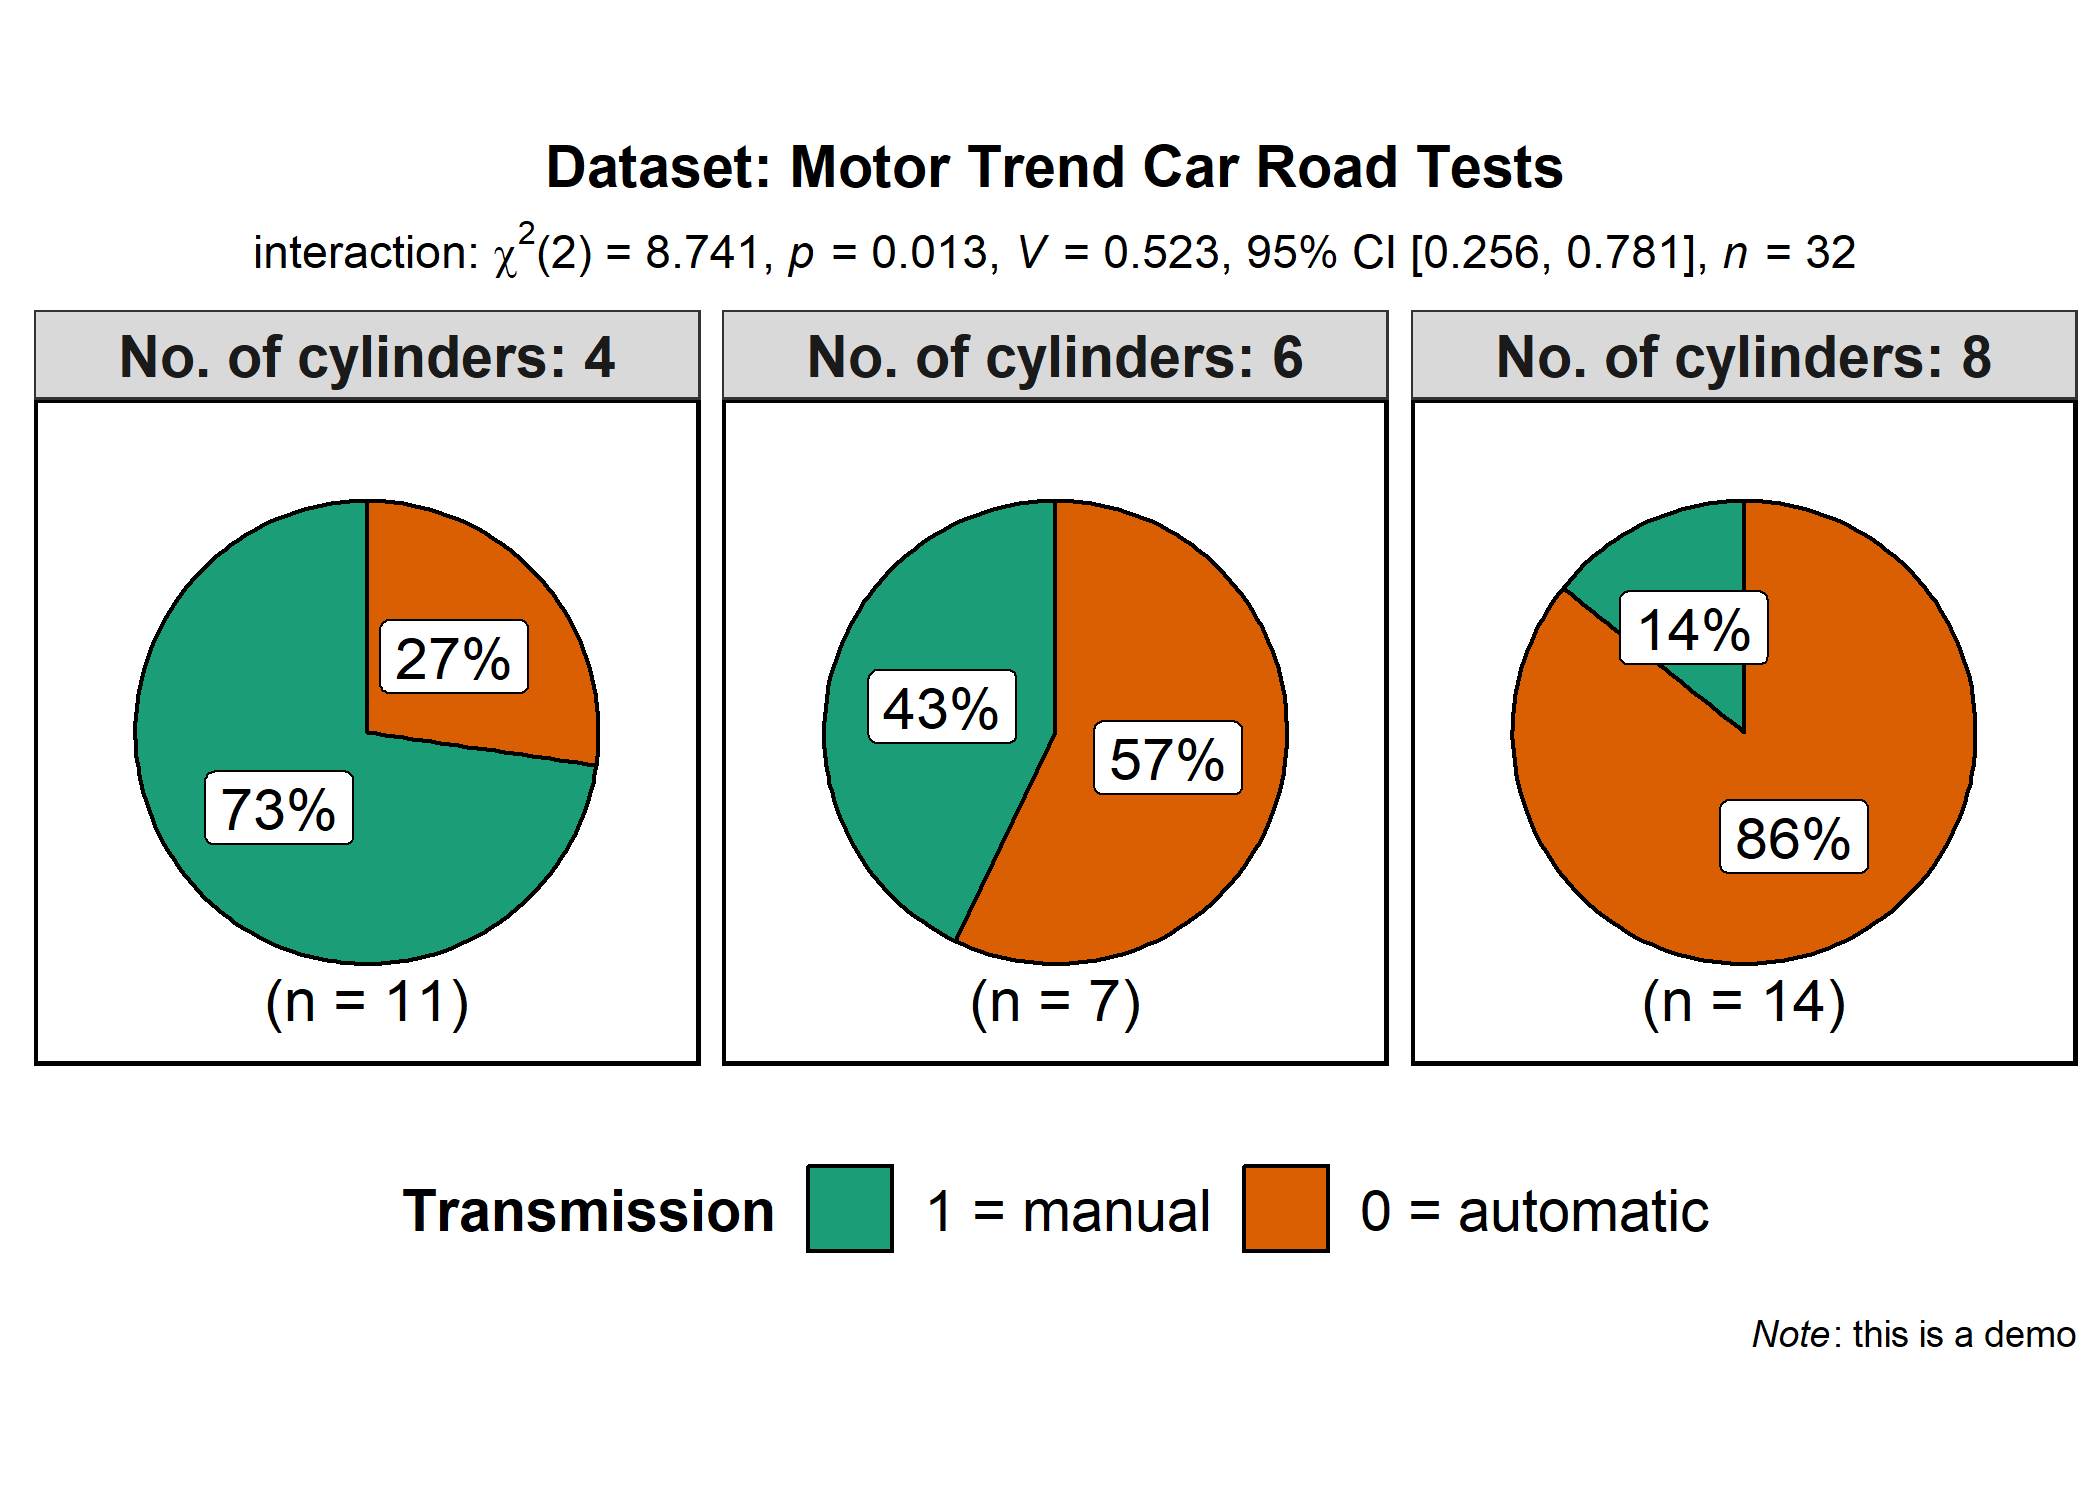 Dataset: Motor Trend Car Road Tests
interaction: χ²(2) = 8.741, p = 0.013, V = 0.523, 95% CI [0.256, 0.781], n = 32
No. of cylinders: 4
No. of cylinders: 6
No. of cylinders: 8
27%
73%
(n = 11)
43%
57%
(n = 7)
14%
86%
(n = 14)
Transmission 1 = manual 0 = automatic
Note: this is a demo